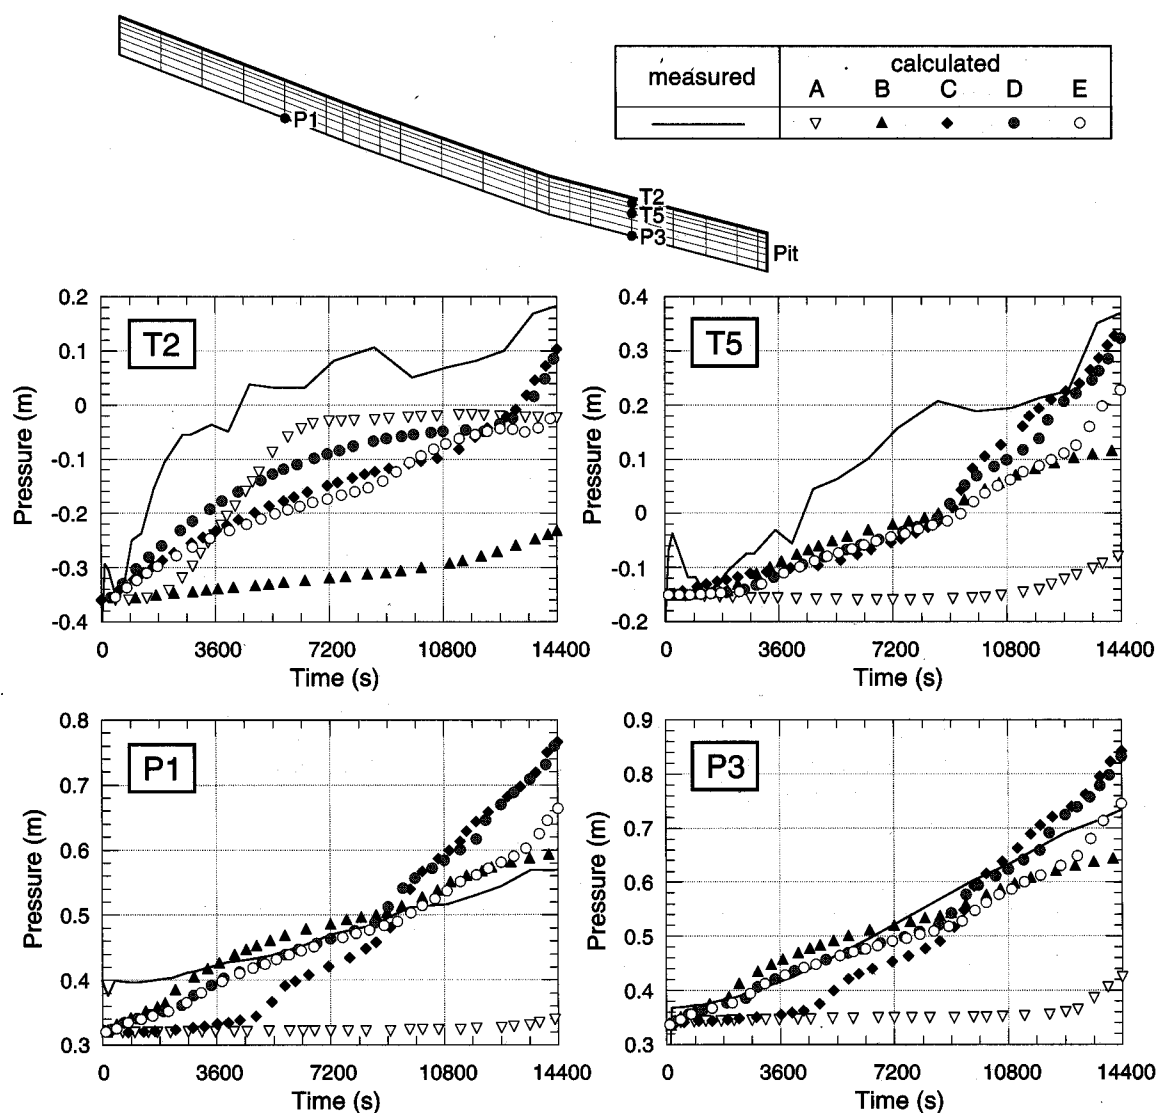 P1
T2
T5
P3
Pit
measured calculated
A B C D E
T2
Pressure (m)
0.2
0.1
0
-0.1
-0.2
-0.3
-0.4
0 3600 7200 10800 14400
Time (s)
T5
Pressure (m)
0.4
0.3
0.2
0.1
0
-0.1
-0.2
0 3600 7200 10800 14400
Time (s)
P1
Pressure (m)
0.8
0.7
0.6
0.5
0.4
0.3
0 3600 7200 10800 14400
Time (s)
P3
Pressure (m)
0.9
0.8
0.7
0.6
0.5
0.4
0.3
0 3600 7200 10800 14400
Time (s)